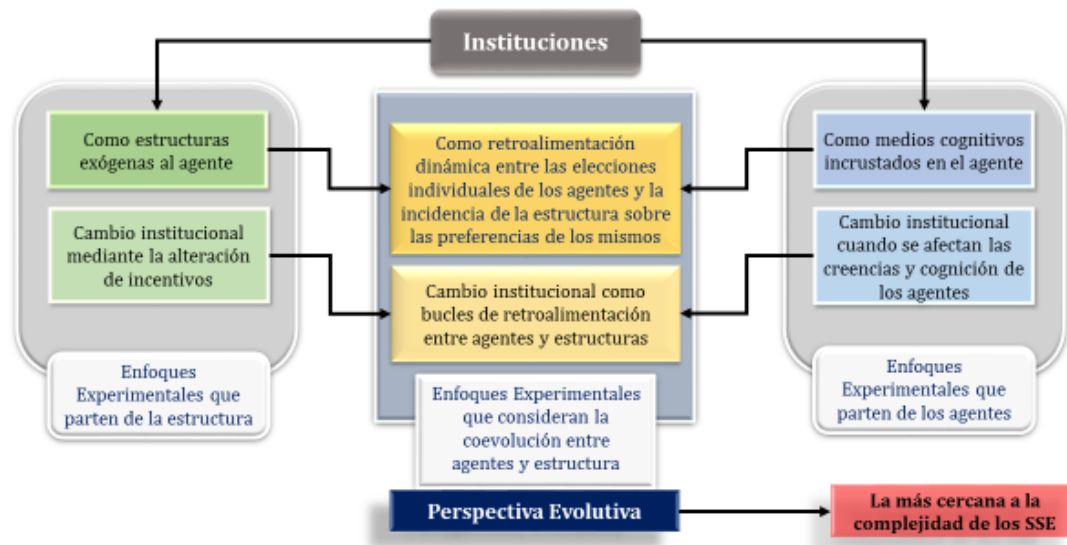 Instituciones
Como estructuras
exógenas al agente
Cambio institucional
mediante la alteración
de incentivos
Enfoques
Experimentales que
parten de la estructura
Como retroalimentación
dinámica entre las elecciones
individuales de los agentes y la
incidencia de la estructura sobre
las preferencias de los mismos
Cambio institucional como
bucles de retroalimentación
entre agentes y estructuras
Enfoques Experimentales
que consideran la
coevolución entre
agentes y estructura
Como medios cognitivos
incrustados en el agente
Cambio institucional
cuando se afectan las
creencias y cognición de
los agentes
Enfoques
Experimentales que
parten de los agentes
Perspectiva Evolutiva
La más cercana a la
complejidad de los SSE